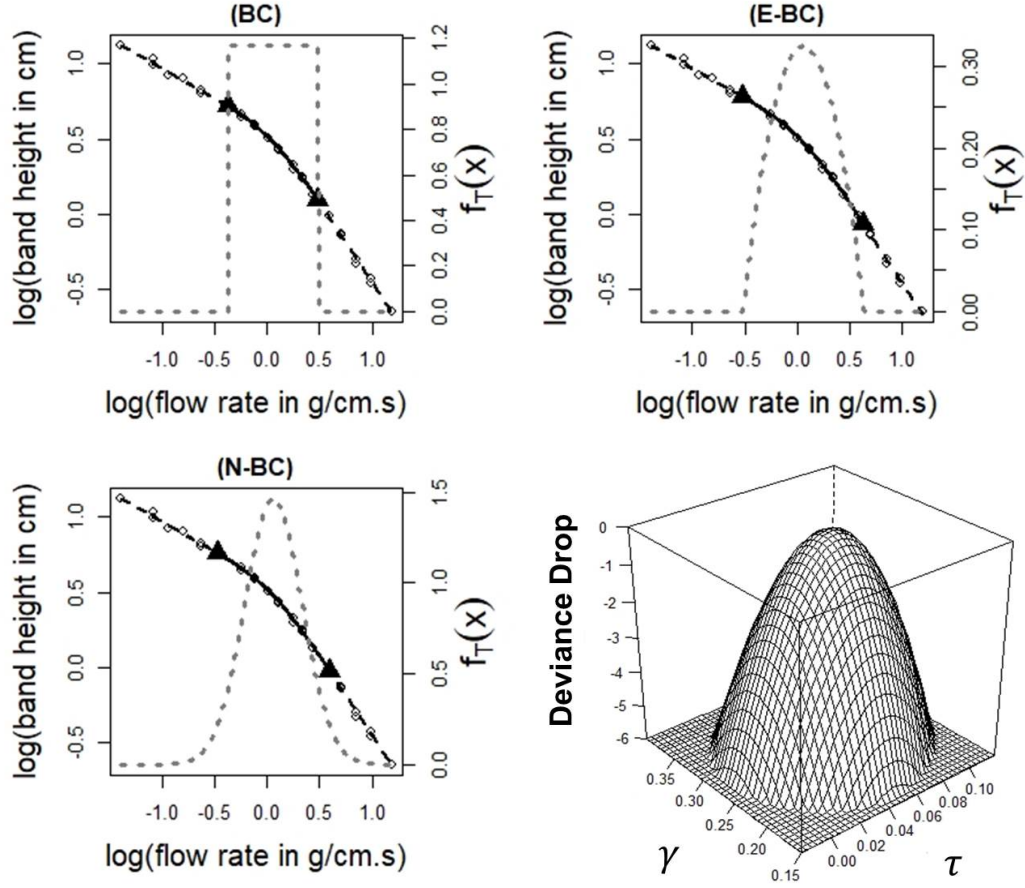 (BC)
log(band height in cm)
1.0
0.5
0.0
-0.5
1.2
1.0
0.8
0.6
0.4
0.2
0.0
fT(x)
-1.0 -0.5 0.0 0.5 1.0
log(flow rate in g/cm.s)
(E-BC)
log(band height in cm)
1.0
0.5
0.0
-0.5
0.30
0.20
0.10
0.00
fT(x)
-1.0 -0.5 0.0 0.5 1.0
log(flow rate in g/cm.s)
(N-BC)
log(band height in cm)
1.0
0.5
0.0
-0.5
1.5
1.0
0.5
0.0
fT(x)
-1.0 -0.5 0.0 0.5 1.0
log(flow rate in g/cm.s)
Deviance Drop
0
-1
-2
-3
-4
-5
-6
0.35
0.30
0.25
0.20
0.15
γ
0.00
0.02
0.04
0.06
0.08
0.10
τ